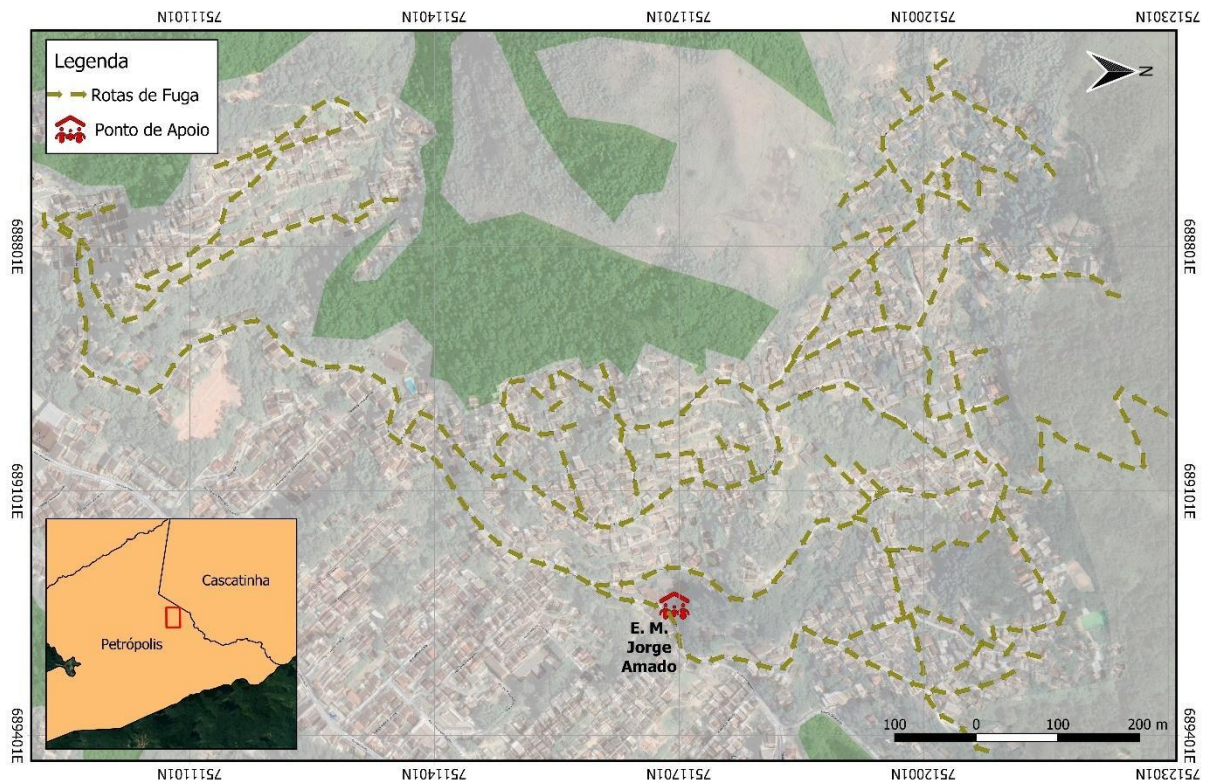 7511101N 7511401N 7511701N 7512001N 7512301N
Legenda
Rotas de Fuga
Ponto de Apoio
N
688801E 688801E
689101E 689101E
Cascatinha
Petrópolis
E. M.
Jorge
Amado
100 0 100 200 m
689401E 689401E
7511101N 7511401N 7511701N 7512001N 7512301N